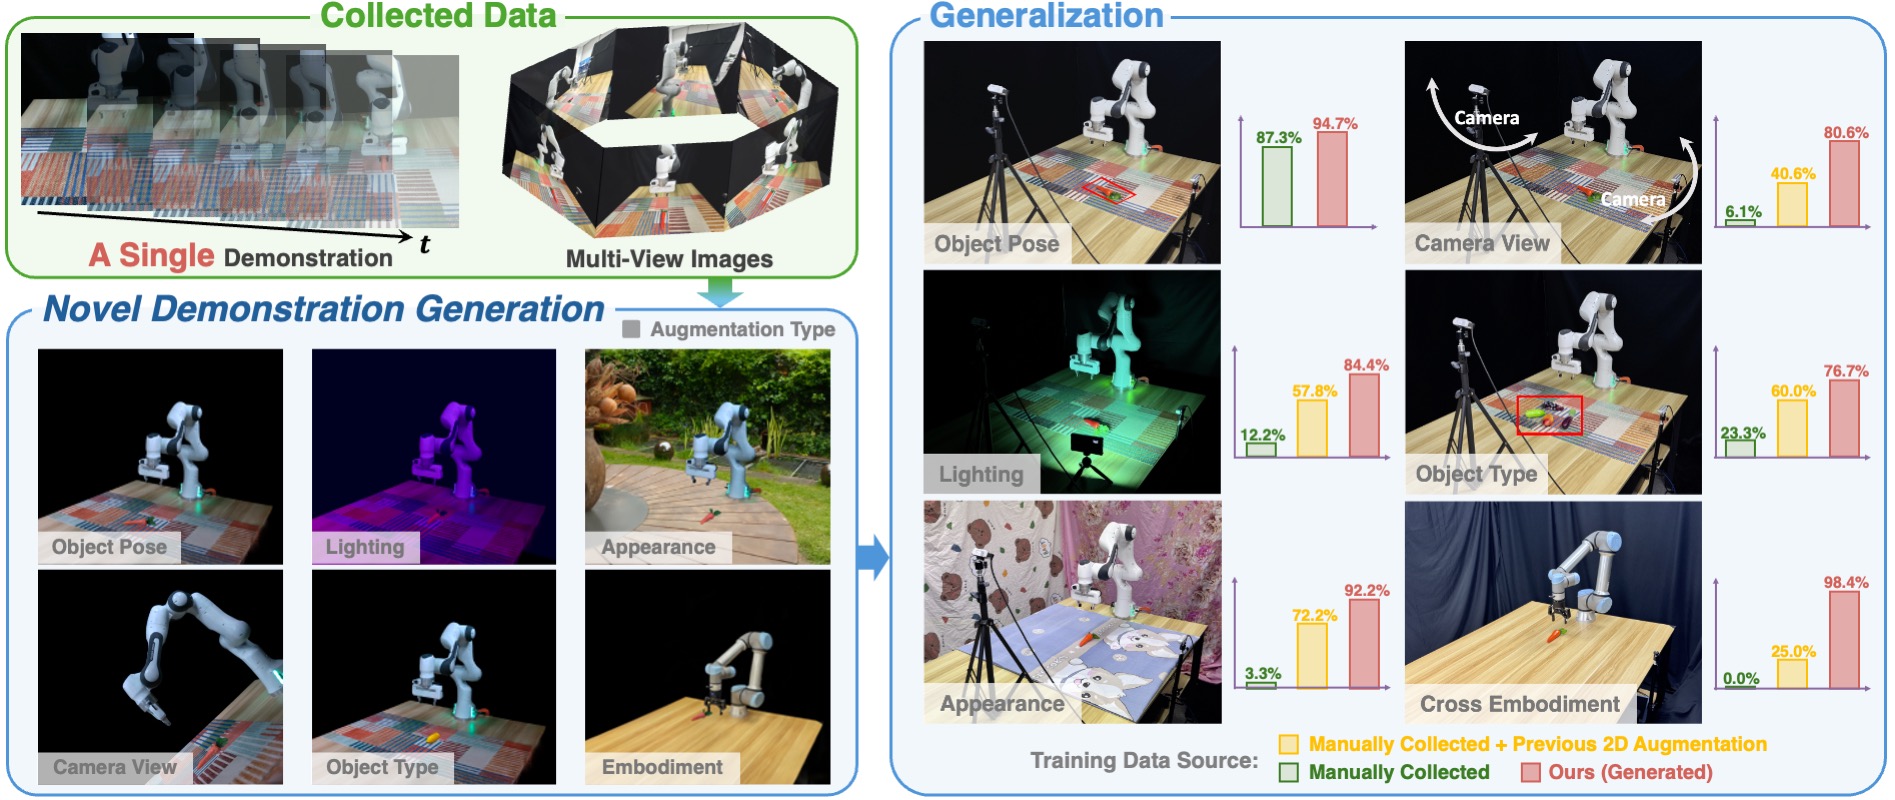 Collected Data
A Single Demonstration
t
Multi-View Images
Novel Demonstration Generation
Augmentation Type
Object Pose
Lighting
Appearance
Camera View
Object Type
Embodiment
Generalization
Object Pose
87.3%
94.7%
Camera
Camera
Camera View
6.1%
40.6%
80.6%
Lighting
12.2%
57.8%
84.4%
Object Type
23.3%
60.0%
76.7%
Appearance
3.3%
72.2%
92.2%
Cross Embodiment
0.0%
25.0%
98.4%
Training Data Source:
Manually Collected + Previous 2D Augmentation
Manually Collected
Ours (Generated)